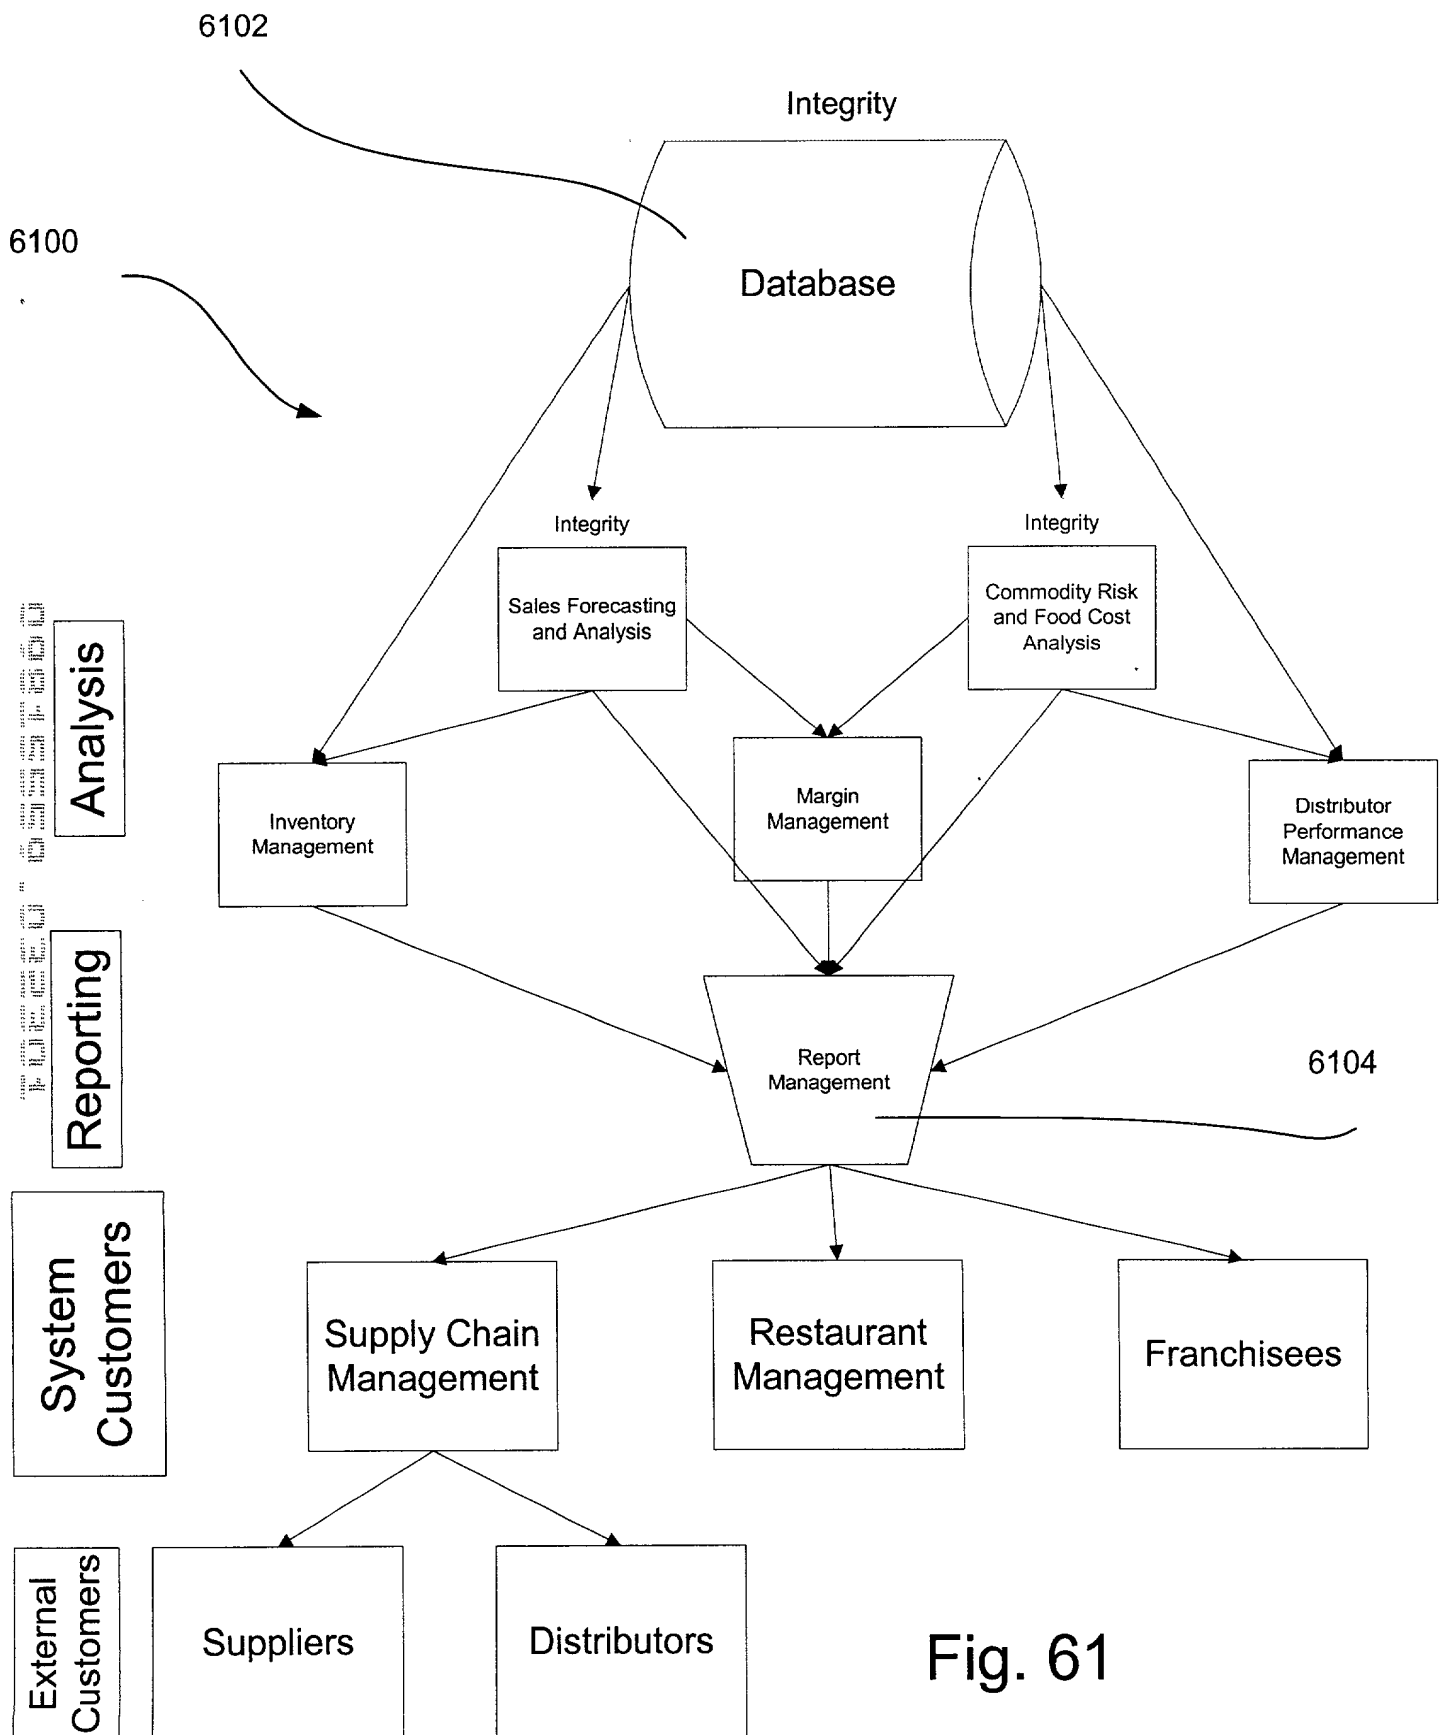 6102
Integrity
6100
Database
Integrity
Integrity
Sales Forecasting
and Analysis
Commodity Risk
and Food Cost
Analysis
Analysis
Inventory
Management
Margin
Management
Distributor
Performance
Management
Reporting
Report
Management
6104
System
Customers
Supply Chain
Management
Restaurant
Management
Franchisees
External
Customers
Suppliers
Distributors
Fig. 61